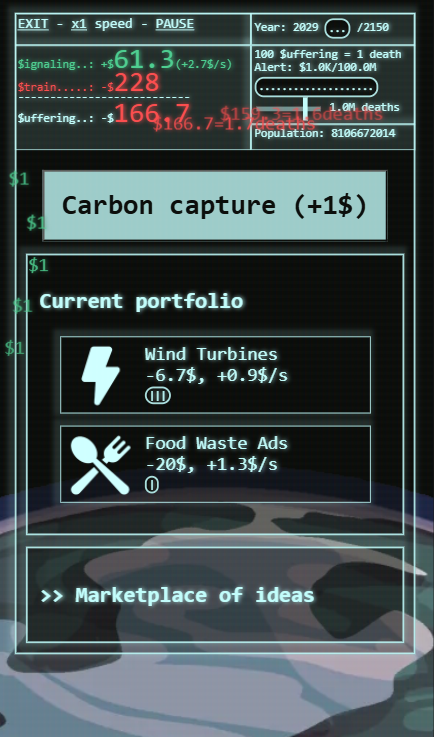 EXIT - x1 speed - PAUSE
$ignaling..: +$61.3(+2.7$/s)
$train.....: -$228
$uffering..: -$166.7
Year: 2029 ... /2150
100 $uffering = 1 death
Alert: $1.0K/100.0M
1.0M deaths
$159.3=1.6deaths
$166.7=1.7deaths
Population: 8106672014
$1
Carbon capture (+1$)
$1
$1
Current portfolio
$1
$1
Wind Turbines
-6.7$, +0.9$/s
Food Waste Ads
-20$, +1.3$/s
>> Marketplace of ideas